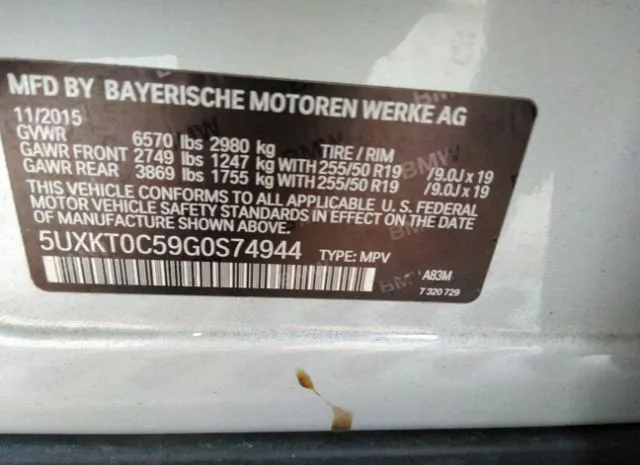 MFD BY BAYERISCHE MOTOREN WERKE AG
11/2015
GVWR 6570 lbs 2980 kg TIRE / RIM
GAWR FRONT 2749 lbs 1247 kg WITH 255/50 R19 /9.0J x 19
GAWR REAR 3869 lbs 1755 kg WITH 255/50 R19 /9.0J x 19
THIS VEHICLE CONFORMS TO ALL APPLICABLE U. S. FEDERAL
MOTOR VEHICLE SAFETY STANDARDS IN EFFECT ON THE
DATE OF MANUFACTURE SHOWN ABOVE.
5UXKT0C59G0S74944 TYPE: MPV
A83M
7 320 729